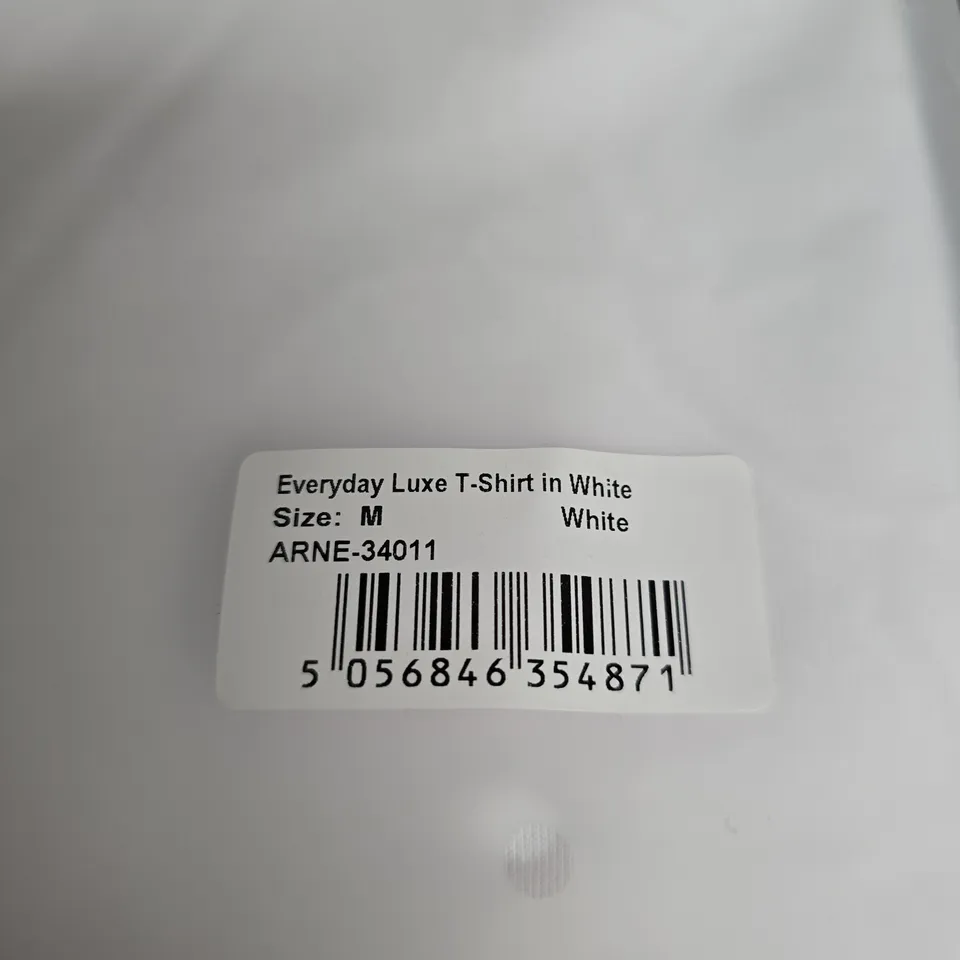 Everyday Luxe T-Shirt in White
Size: M White
ARNE-34011
5 056846 354871